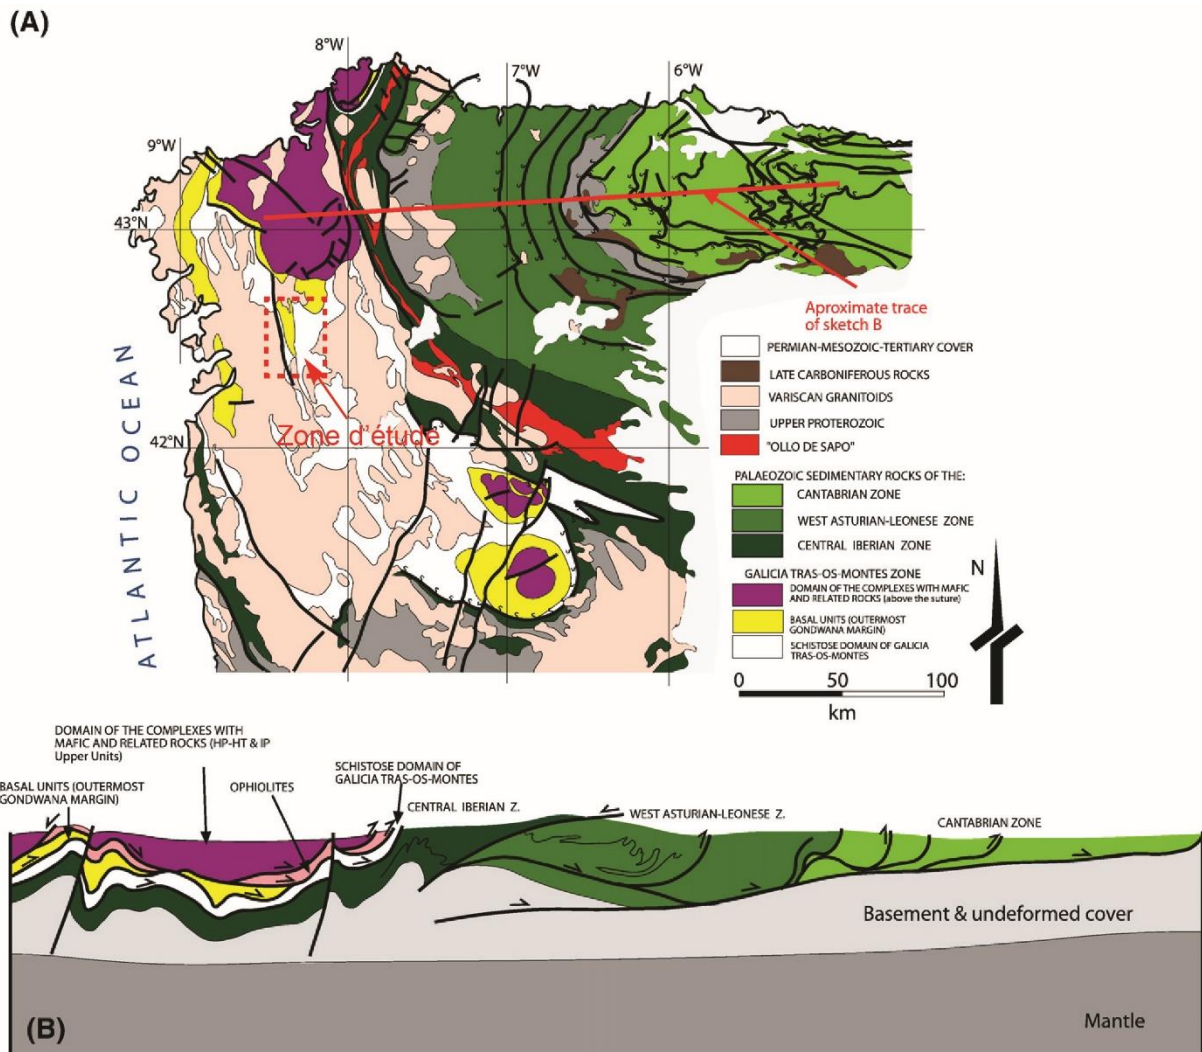 (A)
8°W
7°W
6°W
9°W
43°N
42°N
ATLANTIC OCEAN
Zone d'étude
Aproximate trace
of sketch B
PERMIAN-MESOZOIC-TERTIARY COVER
LATE CARBONIFEROUS ROCKS
VARISCAN GRANITOIDS
UPPER PROTEROZOIC
"OLLO DE SAPO"
PALAEOZOIC SEDIMENTARY ROCKS OF THE:
CANTABRIAN ZONE
WEST ASTURIAN-LEONESE ZONE
CENTRAL IBERIAN ZONE
GALICIA TRAS-OS-MONTES ZONE
DOMAIN OF THE COMPLEXES WITH MAFIC
AND RELATED ROCKS (above the suture)
BASAL UNITS (OUTERMOST
GONDWANA MARGIN)
SCHISTOSE DOMAIN OF GALICIA
TRAS-OS-MONTES
N
0 50 100
km
DOMAIN OF THE COMPLEXES WITH
MAFIC AND RELATED ROCKS (HP-HT & IP
Upper Units)
BASAL UNITS (OUTERMOST
GONDWANA MARGIN)
OPHIOLITES
SCHISTOSE DOMAIN OF
GALICIA TRAS-OS-MONTES
CENTRAL IBERIAN Z.
WEST ASTURIAN-LEONESE Z.
CANTABRIAN ZONE
Basement & undeformed cover
Mantle
(B)